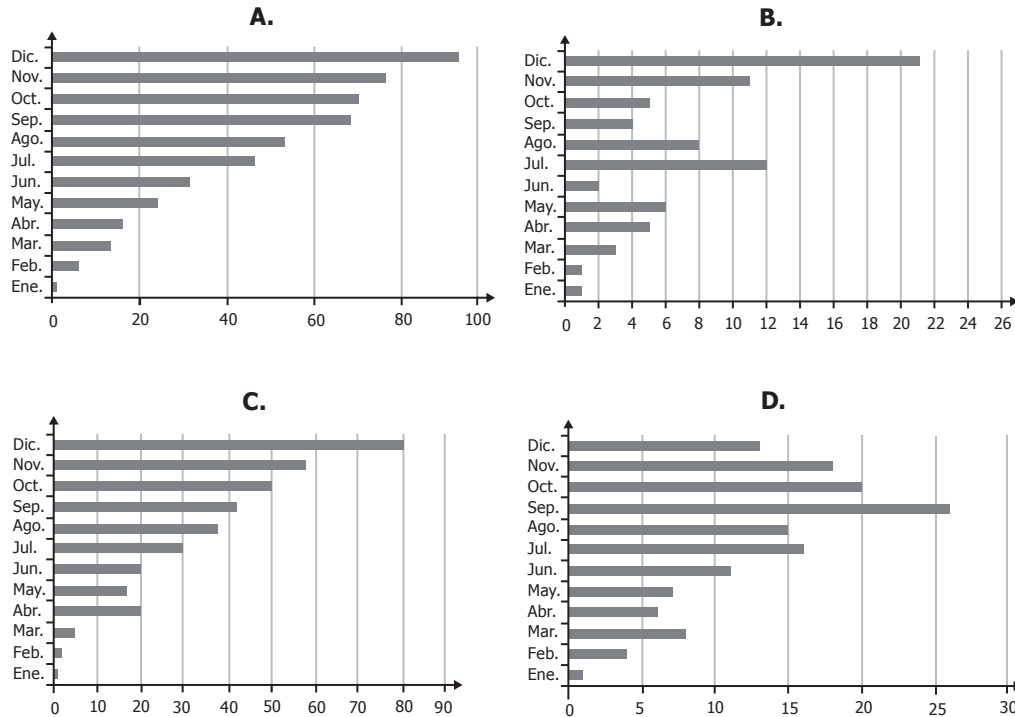 A.
Dic.
Nov.
Oct.
Sep.
Ago.
Jul.
Jun.
May.
Abr.
Mar.
Feb.
Ene.
0 20 40 60 80 100
B.
Dic.
Nov.
Oct.
Sep.
Ago.
Jul.
Jun.
May.
Abr.
Mar.
Feb.
Ene.
0 2 4 6 8 10 12 14 16 18 20 22 24 26
C.
Dic.
Nov.
Oct.
Sep.
Ago.
Jul.
Jun.
May.
Abr.
Mar.
Feb.
Ene.
0 10 20 30 40 50 60 70 80 90
D.
Dic.
Nov.
Oct.
Sep.
Ago.
Jul.
Jun.
May.
Abr.
Mar.
Feb.
Ene.
0 5 10 15 20 25 30